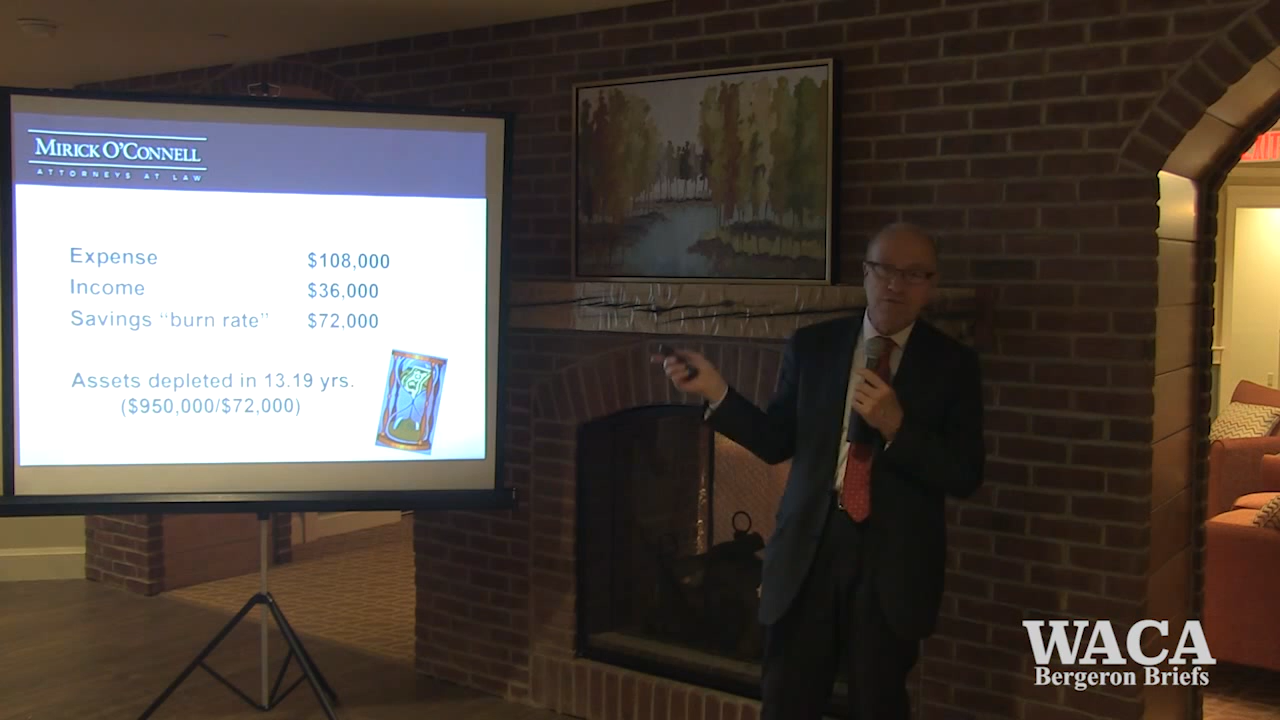 MIRICK O'CONNELL
ATTORNEYS AT LAW
Expense $108,000
Income $36,000
Savings “burn rate” $72,000
Assets depleted in 13.19 yrs.
($950,000/$72,000)
EXIT
WACA
Bergeron Briefs